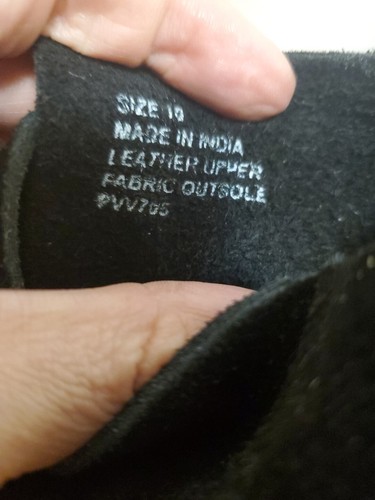 SIZE 10
MADE IN INDIA
LEATHER UPPER
FABRIC OUTSOLE
PVV705